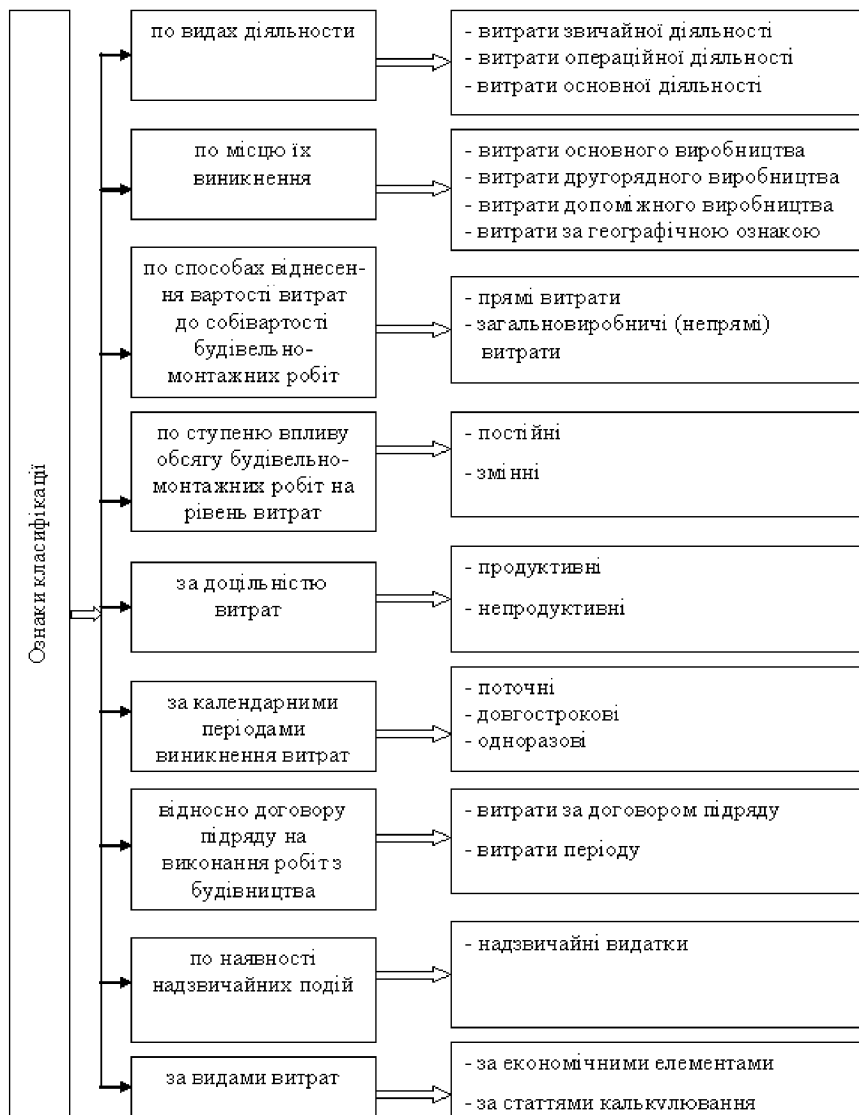 Ознаки класифікації
по видах діяльности
- витрати звичайної діяльності
- витрати операційної діяльності
- витрати основної діяльності
по місцю їх
виникнення
- витрати основного виробництва
- витрати другорядного виробництва
- витрати допоміжного виробництва
- витрати за географічною ознакою
по способах віднесен-
ня вартості витрат
до собівартості
будівельно-
монтажних робіт
- прямі витрати
- загальновиробничі (непрямі)
витрати
по ступеню впливу
обсягу будівельно-
монтажних робіт на
рівень витрат
- постійні
- змінні
за доцільністю
витрат
- продуктивні
- непродуктивні
за календарними
періодами
виникнення витрат
- поточні
- довгострокові
- одноразові
відносно договору
підряду на
виконання робіт з
будівництва
- витрати за договором підряду
- витрати періоду
по наявності
надзвичайних подій
- надзвичайні видатки
за видами витрат
- за економічними елементами
- за статтями калькулювання